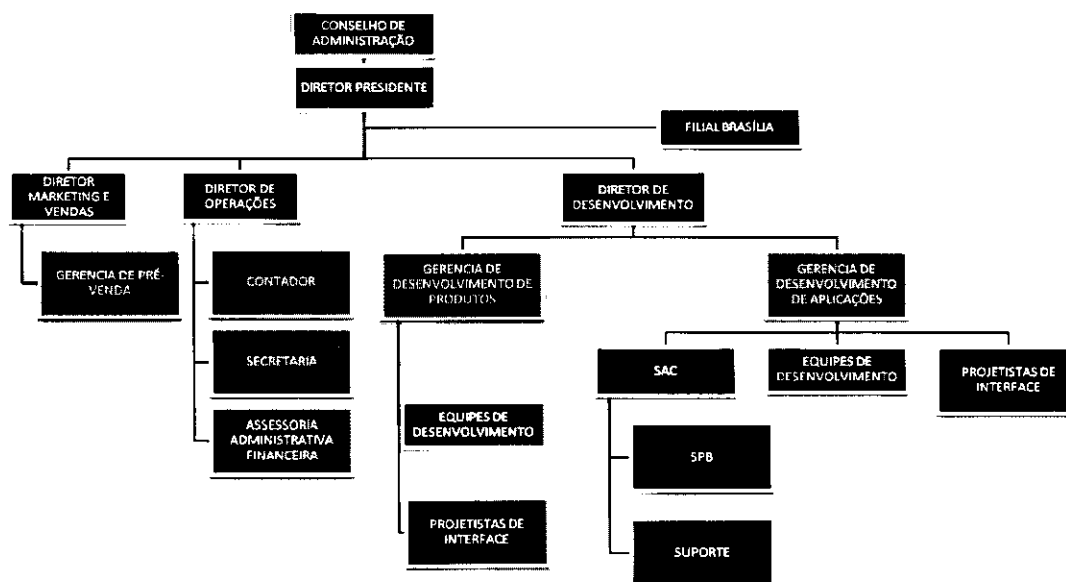 CONSELHO DE
ADMINISTRAÇÃO
DIRETOR PRESIDENTE
FILIAL BRASÍLIA
DIRETOR
MARKETING E
VENDAS
DIRETOR DE
OPERAÇÕES
DIRETOR DE
DESENVOLVIMENTO
GERENCIA DE PRÉ-
VENDA
CONTADOR
SECRETARIA
ASSESSORIA
ADMINISTRATIVA
FINANCEIRA
GERENCIA DE
DESENVOLVIMENTO DE
PRODUTOS
EQUIPES DE
DESENVOLVIMENTO
PROJETISTAS DE
INTERFACE
GERENCIA DE
DESENVOLVIMENTO
DE APLICAÇÕES
SAC
SPB
SUPORTE
EQUIPES DE
DESENVOLVIMENTO
PROJETISTAS DE
INTERFACE